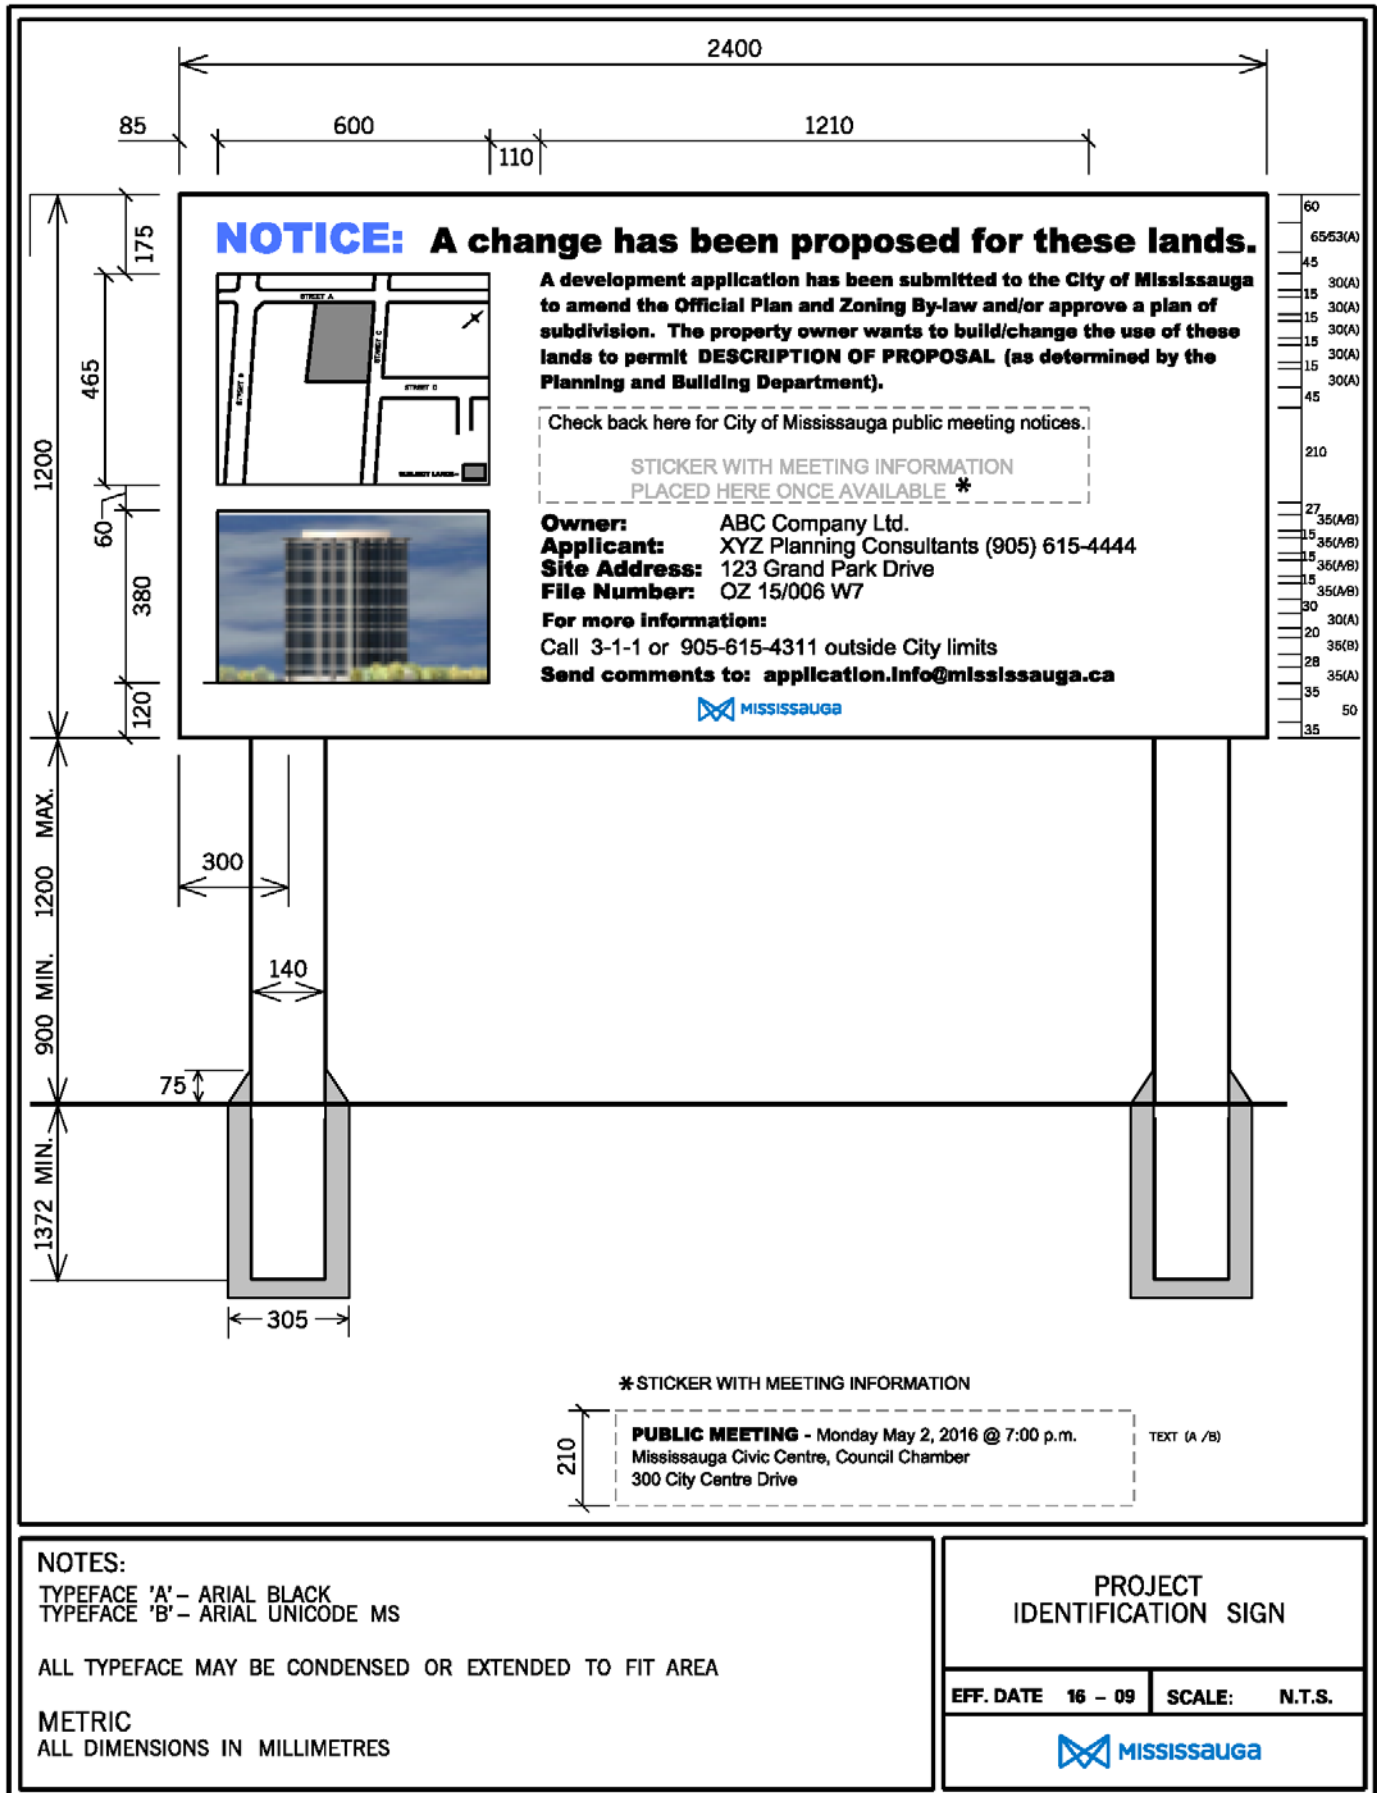 2400
85
600
110
1210
175
465
1200
60
380
120
NOTICE: A change has been proposed for these lands.
STREET A
STREET B
STREET C
STREET D
SUBJECT LANDS
A development application has been submitted to the City of Mississauga
to amend the Official Plan and Zoning By-law and/or approve a plan of
subdivision. The property owner wants to build/change the use of these
lands to permit DESCRIPTION OF PROPOSAL (as determined by the
Planning and Building Department).
Check back here for City of Mississauga public meeting notices.
STICKER WITH MEETING INFORMATION
PLACED HERE ONCE AVAILABLE *
Owner: ABC Company Ltd.
Applicant: XYZ Planning Consultants (905) 615-4444
Site Address: 123 Grand Park Drive
File Number: OZ 15/006 W7
For more information:
Call 3-1-1 or 905-615-4311 outside City limits
Send comments to: application.info@mississauga.ca
MISSISSAUGA
60
65/53(A)
45
30(A)
15
30(A)
15
30(A)
15
30(A)
15
30(A)
45
210
27
35(A/B)
15
35(A/B)
15
35(A/B)
15
35(A/B)
30
30(A)
20
35(B)
28
35(A)
35
50
35
900 MIN. 1200 MAX.
300
140
75
1372 MIN.
305
*STICKER WITH MEETING INFORMATION
210
PUBLIC MEETING - Monday May 2, 2016 @ 7:00 p.m.
Mississauga Civic Centre, Council Chamber
300 City Centre Drive
TEXT (A /B)
NOTES:
TYPEFACE 'A' – ARIAL BLACK
TYPEFACE 'B' – ARIAL UNICODE MS
ALL TYPEFACE MAY BE CONDENSED OR EXTENDED TO FIT AREA
METRIC
ALL DIMENSIONS IN MILLIMETRES
PROJECT
IDENTIFICATION SIGN
EFF. DATE 16 – 09
SCALE: N.T.S.
MISSISSAUGA